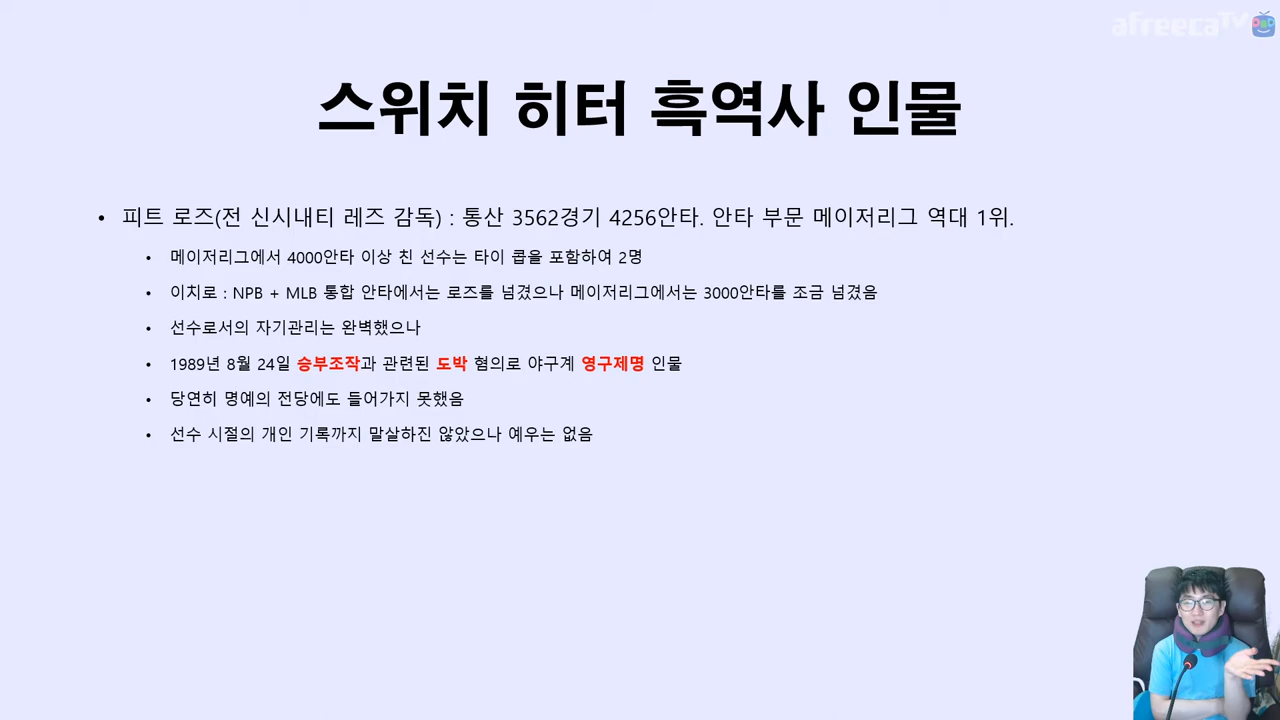 afreecaTV
스위치 히터 흑역사 인물
• 피트 로즈(전 신시내티 레즈 감독) : 통산 3562경기 4256안타. 안타 부문 메이저리그 역대 1위.
• 메이저리그에서 4000안타 이상 친 선수는 타이 콥을 포함하여 2명
• 이치로 : NPB + MLB 통합 안타에서는 로즈를 넘겼으나 메이저리그에서는 3000안타를 조금 넘겼음
• 선수로서의 자기관리는 완벽했으나
• 1989년 8월 24일 승부조작과 관련된 도박 혐의로 야구계 영구제명 인물
• 당연히 명예의 전당에도 들어가지 못했음
• 선수 시절의 개인 기록까지 말살하진 않았으나 예우는 없음